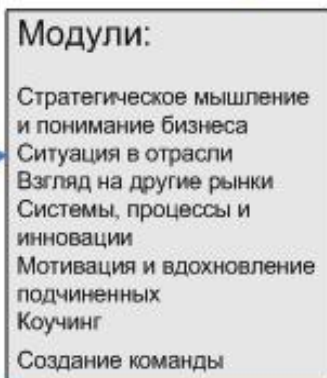 Модули:
Стратегическое мышление
и понимание бизнеса
Ситуация в отрасли
Взгляд на другие рынки
Системы, процессы и
инновации
Мотивация и вдохновление
подчиненных
Коучинг
Создание команды